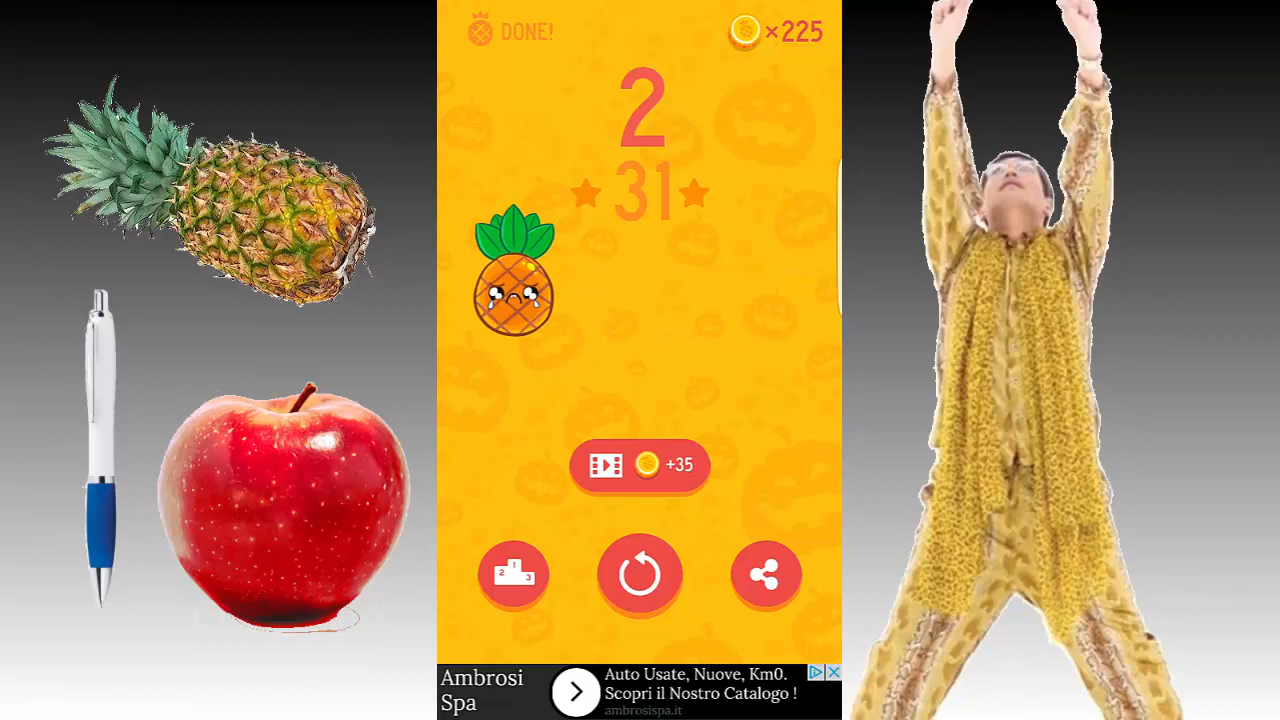 DONE!
×225
2
31
+35
1
2
3
Ambrosi
Spa
Auto Usate, Nuove, Km0.
Scopri il Nostro Catalogo !
ambrosispa.it